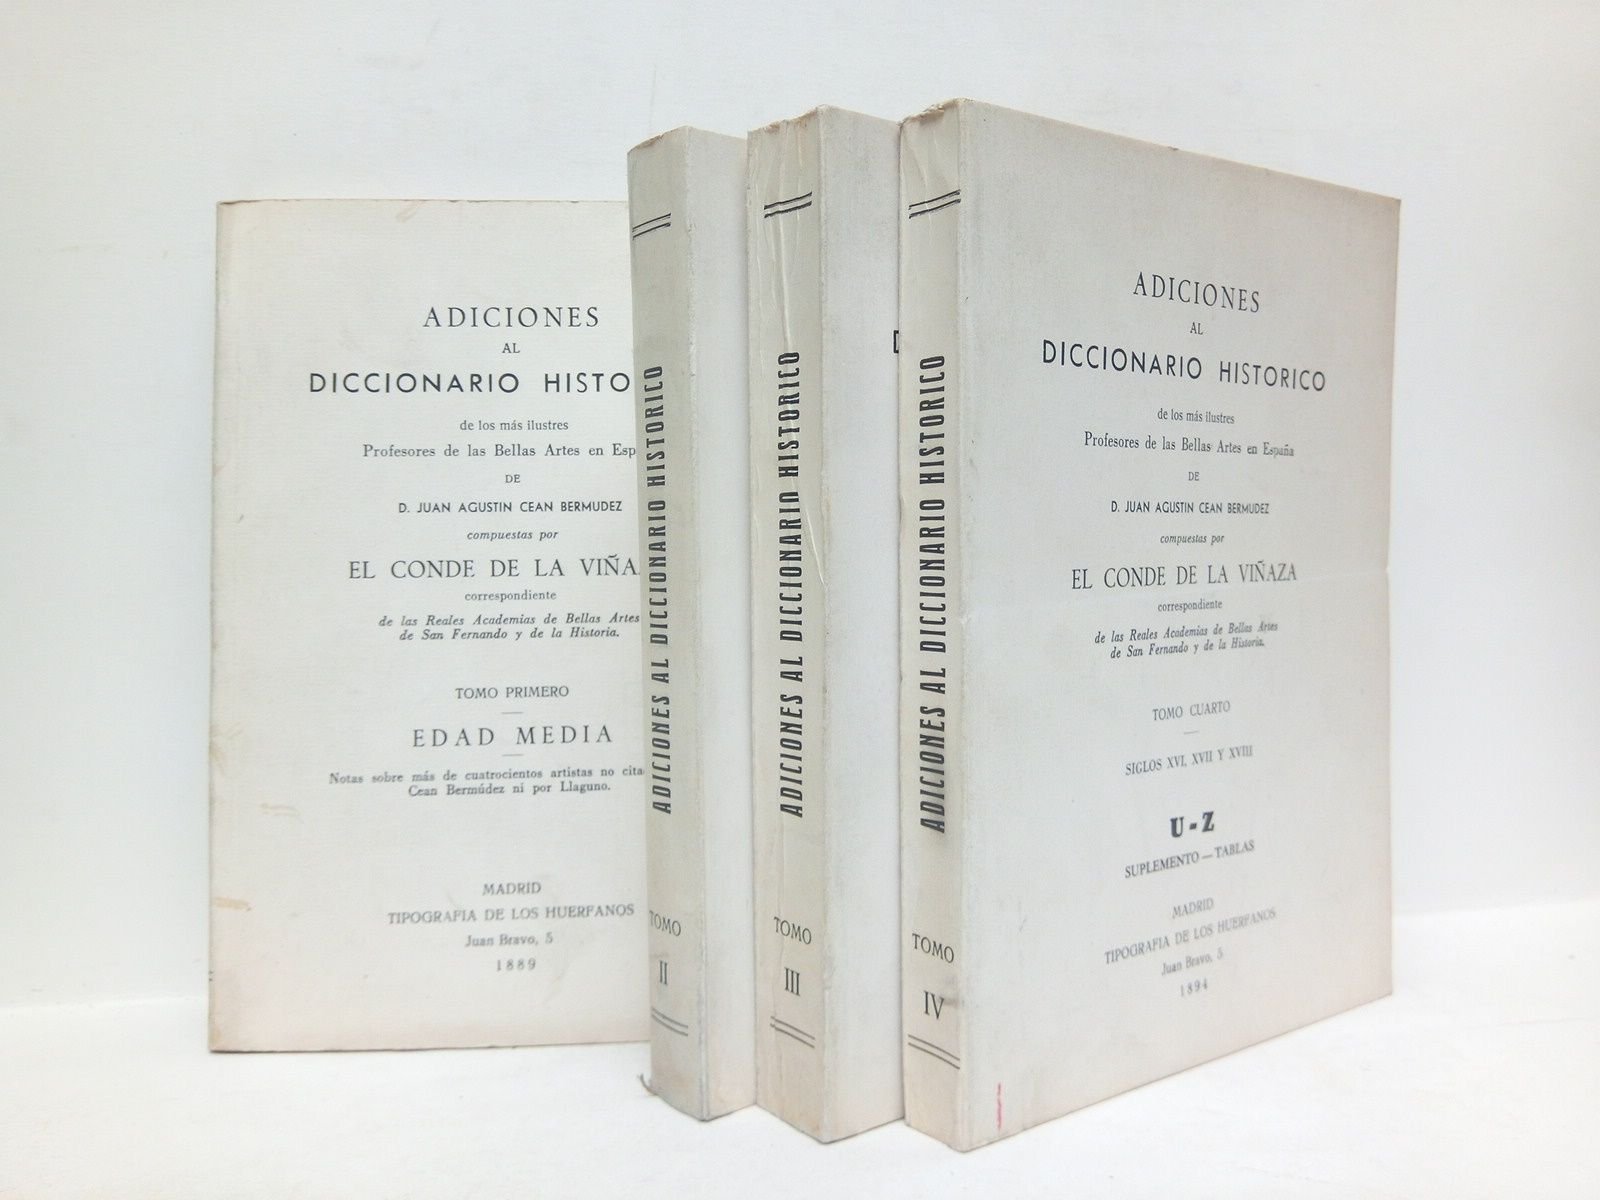 ADICIONES
AL
DICCIONARIO HISTO
de los más ilustres
Profesores de las Bellas Artes en Esp
DE
D. JUAN AGUSTIN CEAN BERMUDEZ
compuestas por
EL CONDE DE LA VIÑA
correspondiente
de las Reales Academias de Bellas Artes
de San Fernando y de la Historia.
TOMO PRIMERO
EDAD MEDIA
Notas sobre más de cuatrocientos artistas no cita
Cean Bermúdez ni por Llaguno.
MADRID
TIPOGRAFIA DE LOS HUERFANOS
Juan Bravo, 5
1889
ADICIONES AL DICCIONARIO HISTORICO
TOMO
II
ADICIONES AL DICCIONARIO HISTORICO
TOMO
III
D
ADICIONES AL DICCIONARIO HISTORICO
TOMO
IV
ADICIONES
AL
DICCIONARIO HISTORICO
de los más ilustres
Profesores de las Bellas Artes en España
DE
D. JUAN AGUSTIN CEAN BERMUDEZ
compuestas por
EL CONDE DE LA VIÑAZA
correspondiente
de las Reales Academias de Bellas Artes
de San Fernando y de la Historia.
TOMO CUARTO
SIGLOS XVI, XVII Y XVIII
U - Z
SUPLEMENTO — TABLAS
MADRID
TIPOGRAFIA DE LOS HUERFANOS
Juan Bravo, 5
1894